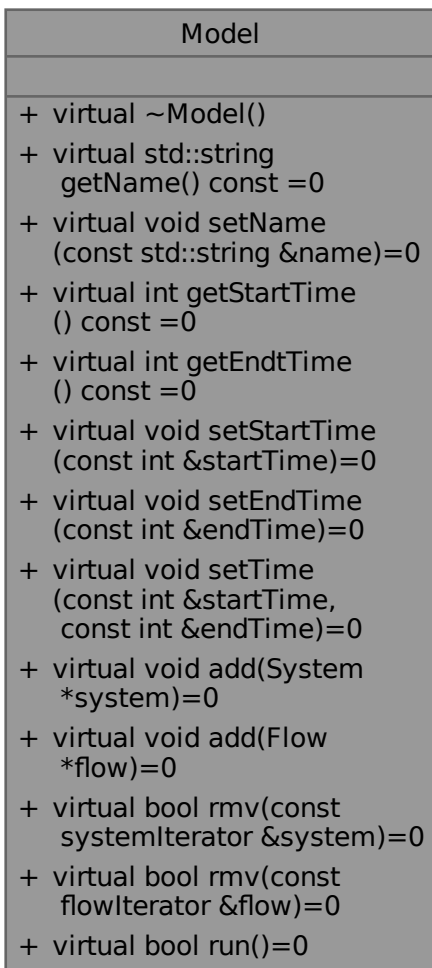 Model
+ virtual ~Model()
+ virtual std::string
getName() const =0
+ virtual void setName
(const std::string &name)=0
+ virtual int getStartTime
() const =0
+ virtual int getEndtTime
() const =0
+ virtual void setStartTime
(const int &startTime)=0
+ virtual void setEndTime
(const int &endTime)=0
+ virtual void setTime
(const int &startTime,
const int &endTime)=0
+ virtual void add(System
*system)=0
+ virtual void add(Flow
*flow)=0
+ virtual bool rmv(const
systemIterator &system)=0
+ virtual bool rmv(const
flowIterator &flow)=0
+ virtual bool run()=0